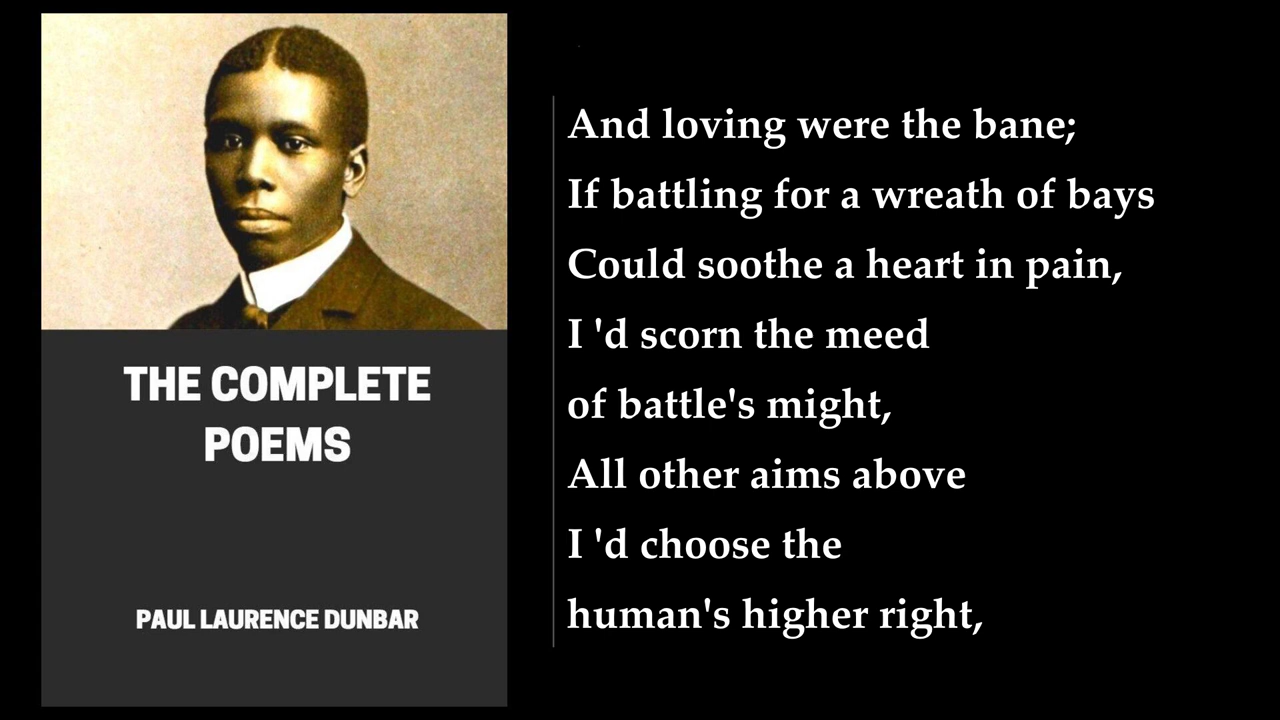 THE COMPLETE
POEMS
PAUL LAURENCE DUNBAR
And loving were the bane;
If battling for a wreath of bays
Could soothe a heart in pain,
I 'd scorn the meed
of battle's might,
All other aims above
I 'd choose the
human's higher right,